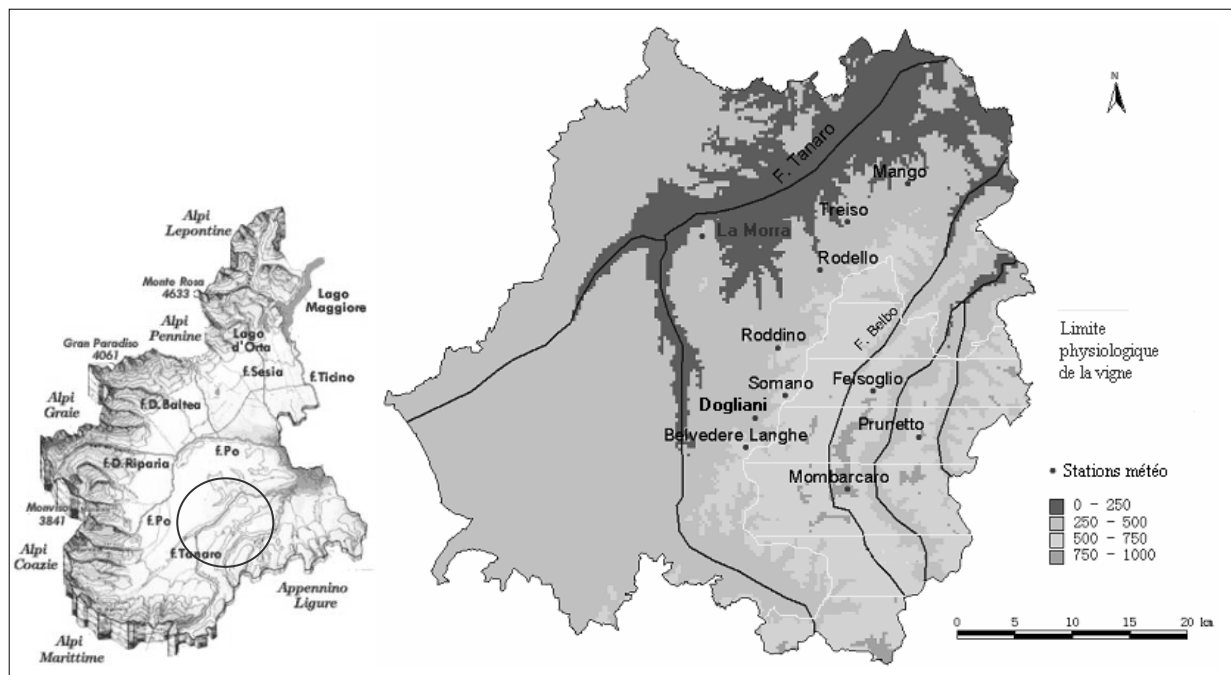 Alpi
Lepontine
Monte Rosa
4633
Lago
Maggiore
Alpi
Pennine
Lago
d'Orta
Gran Paradiso
4061
f.Sesia
f.Ticino
f.D.Baltea
Alpi
Graie
f.Po
f.D.Riparia
Monviso
3841
f.Po
f.Tanaro
Alpi
Coazie
Appennino
Ligure
Alpi
Marittime
N
F. Tanaro
Mango
Treiso
La Morra
Rodello
F. Belbo
Roddino
Somano
Feisoglio
Dogliani
Prunetto
Belvedere Langhe
Mombarcaro
Limite
physiologique
de la vigne
Stations météo
0 - 250
250 - 500
500 - 750
750 - 1000
0 5 10 15 20 km